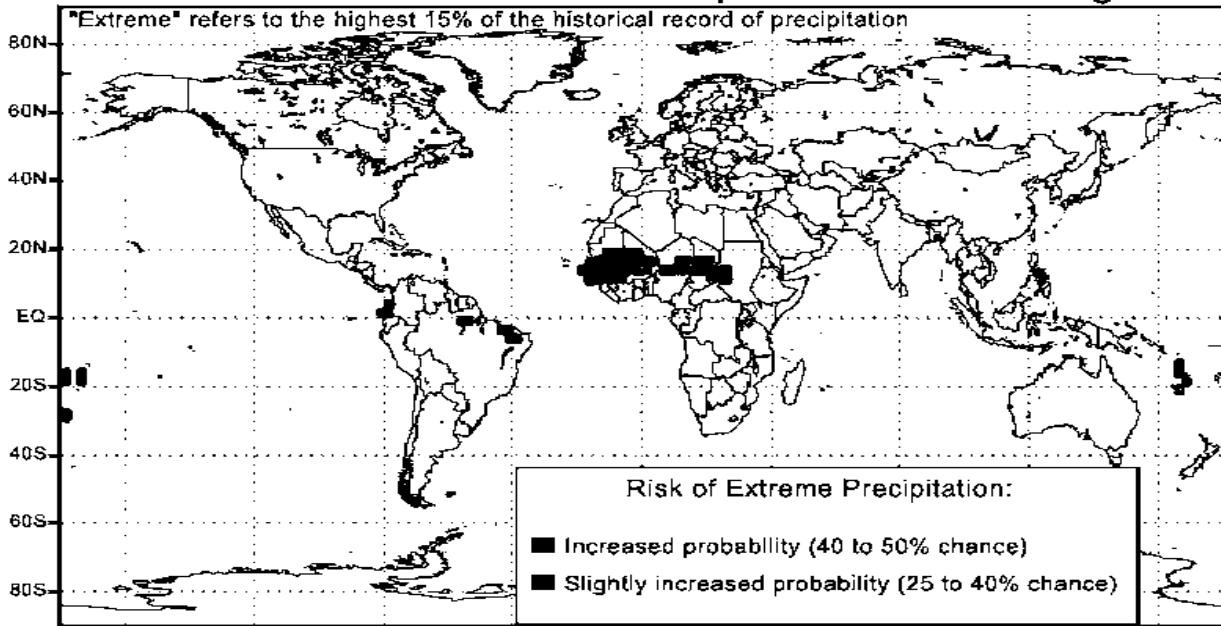 "Extreme" refers to the highest 15% of the historical record of precipitation
80N
60N
40N
20N
EQ
20S
40S
60S
80S
Risk of Extreme Precipitation:
Increased probability (40 to 50% chance)
Slightly increased probability (25 to 40% chance)